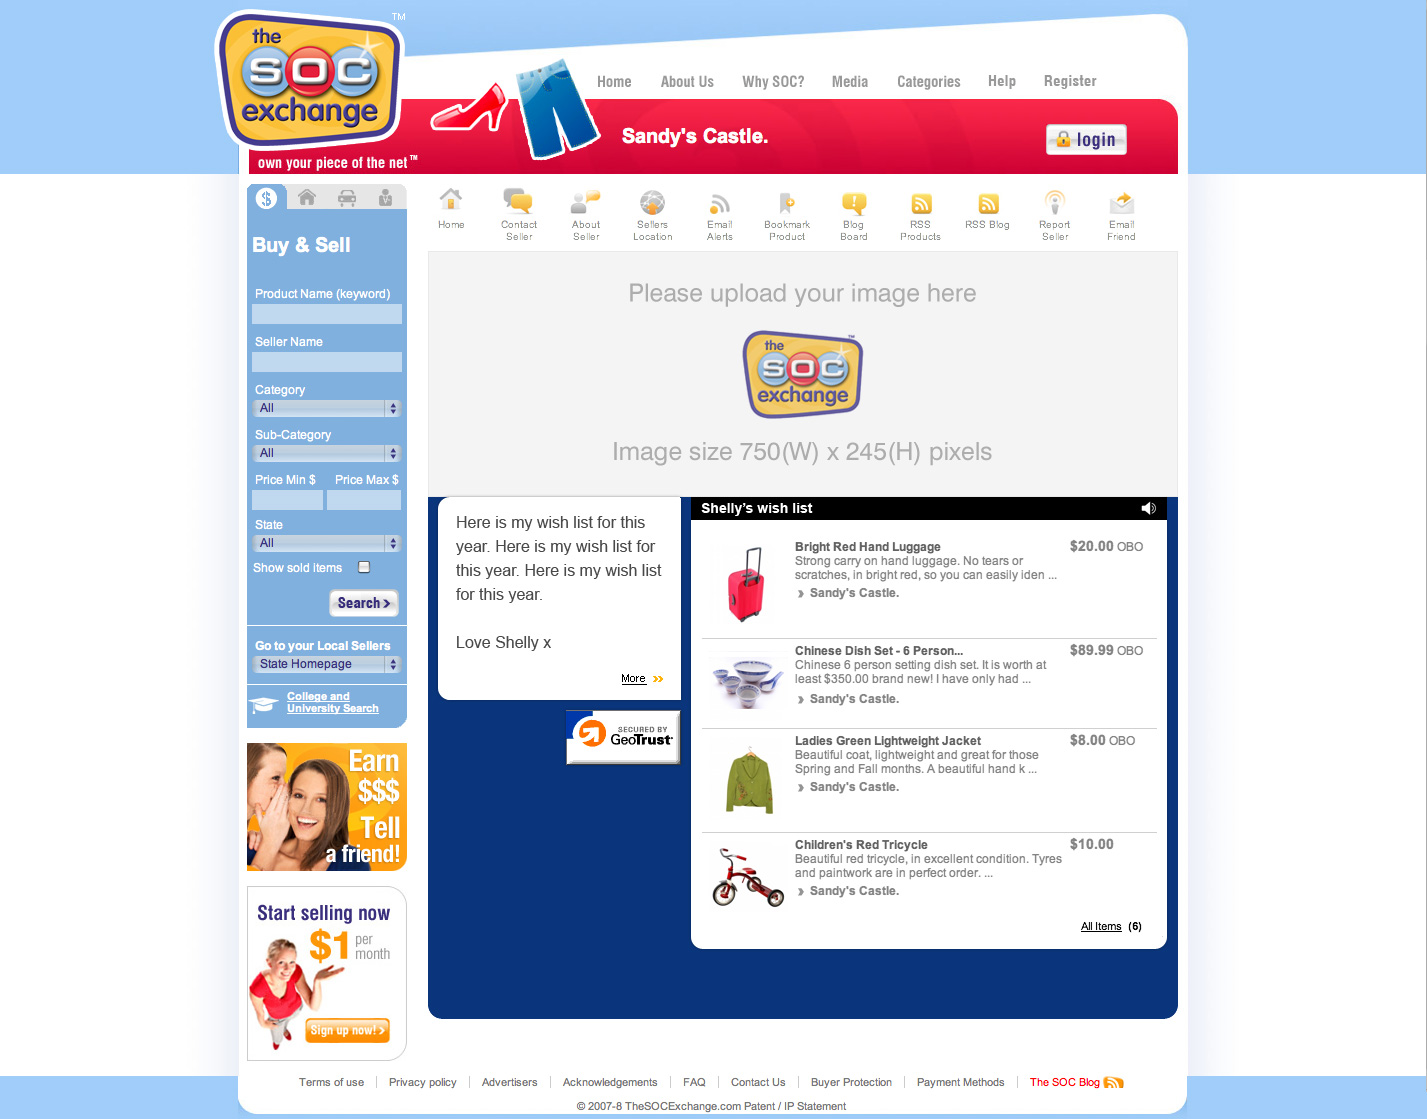 the
SOC
exchange
TM
own your piece of the net™
Home About Us Why SOC? Media Categories Help Register
Sandy's Castle.
login
Home
Contact
Seller
About
Seller
Sellers
Location
Email
Alerts
Bookmark
Product
Blog
Board
RSS
Products
RSS Blog
Report
Seller
Email
Friend
$
Buy & Sell
Product Name (keyword)
Seller Name
Category
All
Sub-Category
All
Price Min $ Price Max $
State
All
Show sold items
Search
Go to your Local Sellers
State Homepage
College and
University Search
Earn
$$$
Tell
a friend!
Start selling now
$1 per
month
Sign up now!
Please upload your image here
the
SOC
exchange
Image size 750(W) x 245(H) pixels
Here is my wish list for this
year. Here is my wish list for
this year. Here is my wish list
for this year.
Love Shelly x
More
SECURED BY
GeoTrust
Shelly's wish list
Bright Red Hand Luggage $20.00 OBO
Strong carry on hand luggage. No tears or
scratches, in bright red, so you can easily iden ...
Sandy's Castle.
Chinese Dish Set - 6 Person... $89.99 OBO
Chinese 6 person setting dish set. It is worth at
least $350.00 brand new! I have only had ...
Sandy's Castle.
Ladies Green Lightweight Jacket $8.00 OBO
Beautiful coat, lightweight and great for those
Spring and Fall months. A beautiful hand k ...
Sandy's Castle.
Children's Red Tricycle $10.00
Beautiful red tricycle, in excellent condition. Tyres
and paintwork are in perfect order. ...
Sandy's Castle.
All Items (6)
Terms of use Privacy policy Advertisers Acknowledgements FAQ Contact Us Buyer Protection Payment Methods The SOC Blog
© 2007-8 TheSOCExchange.com Patent / IP Statement